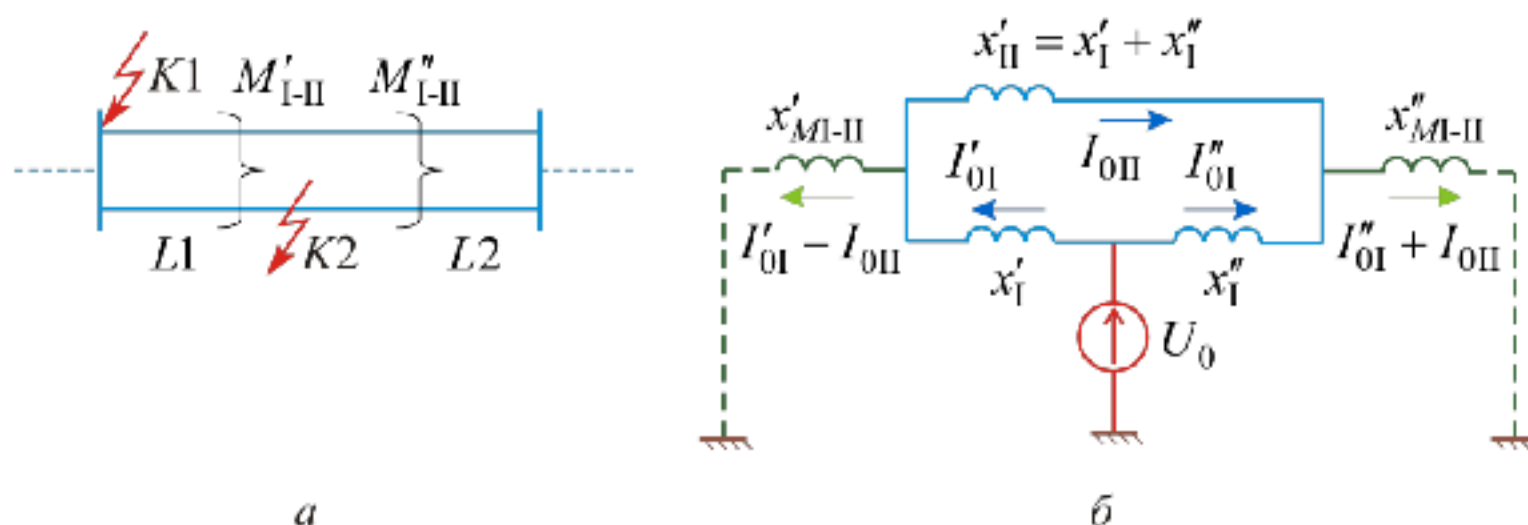 K1
M′I-II
M″I-II
L1
K2
L2
а
x′II = x′I + x″I
x′MI-II
x″MI-II
I0II
I′0I
I″0I
I′0I − I0II
I″0I + I0II
x′I
x″I
U0
б